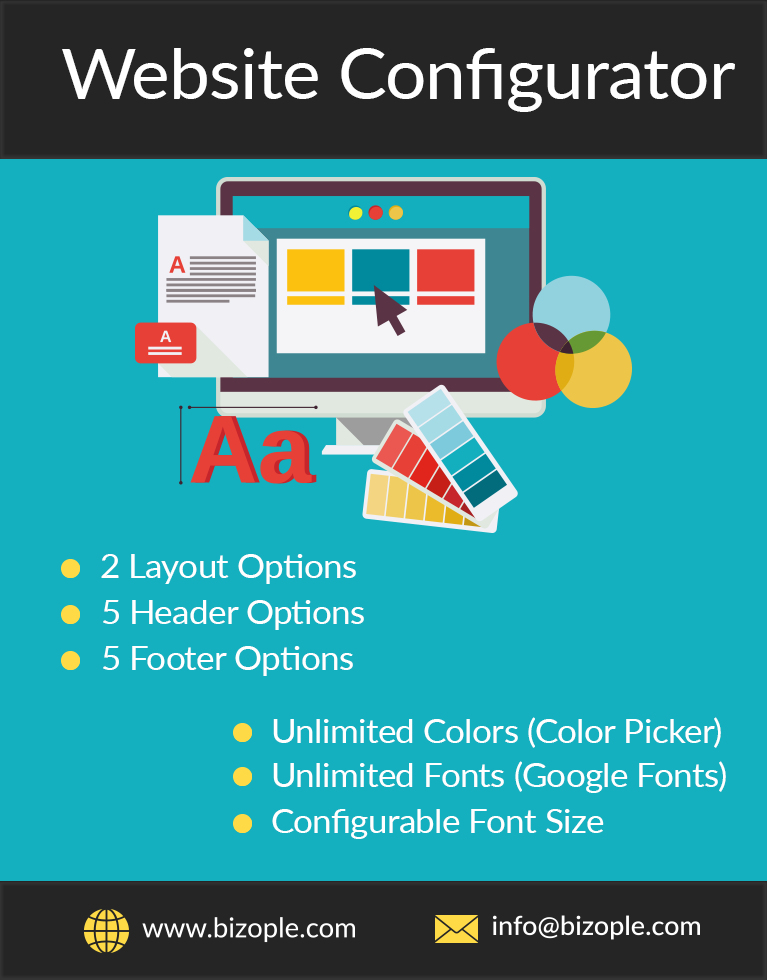 Website Configurator
A
A
Aa
2 Layout Options
5 Header Options
5 Footer Options
Unlimited Colors (Color Picker)
Unlimited Fonts (Google Fonts)
Configurable Font Size
www.bizople.com
info@bizople.com